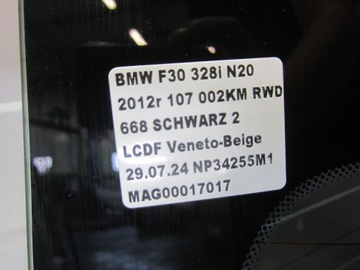 BMW F30 328i N20
2012r 107 002KM RWD
668 SCHWARZ 2
LCDF Veneto-Beige
29.07.24 NP34255M1
MAG00017017